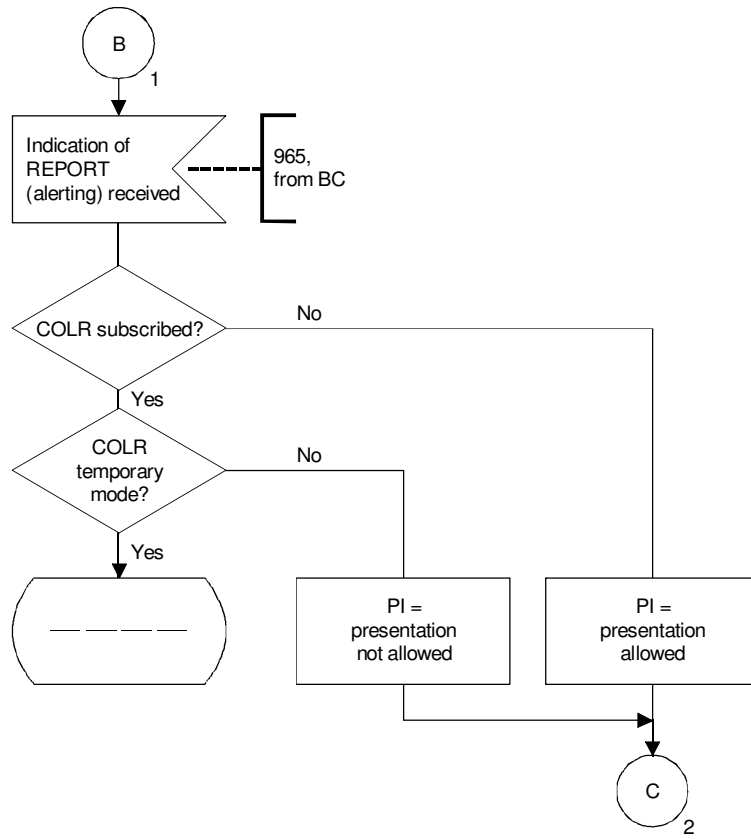 B
1
Indication of
REPORT
(alerting) received
965,
from BC
COLR subscribed?
No
Yes
COLR
temporary
mode?
No
Yes
PI =
presentation
not allowed
PI =
presentation
allowed
C
2